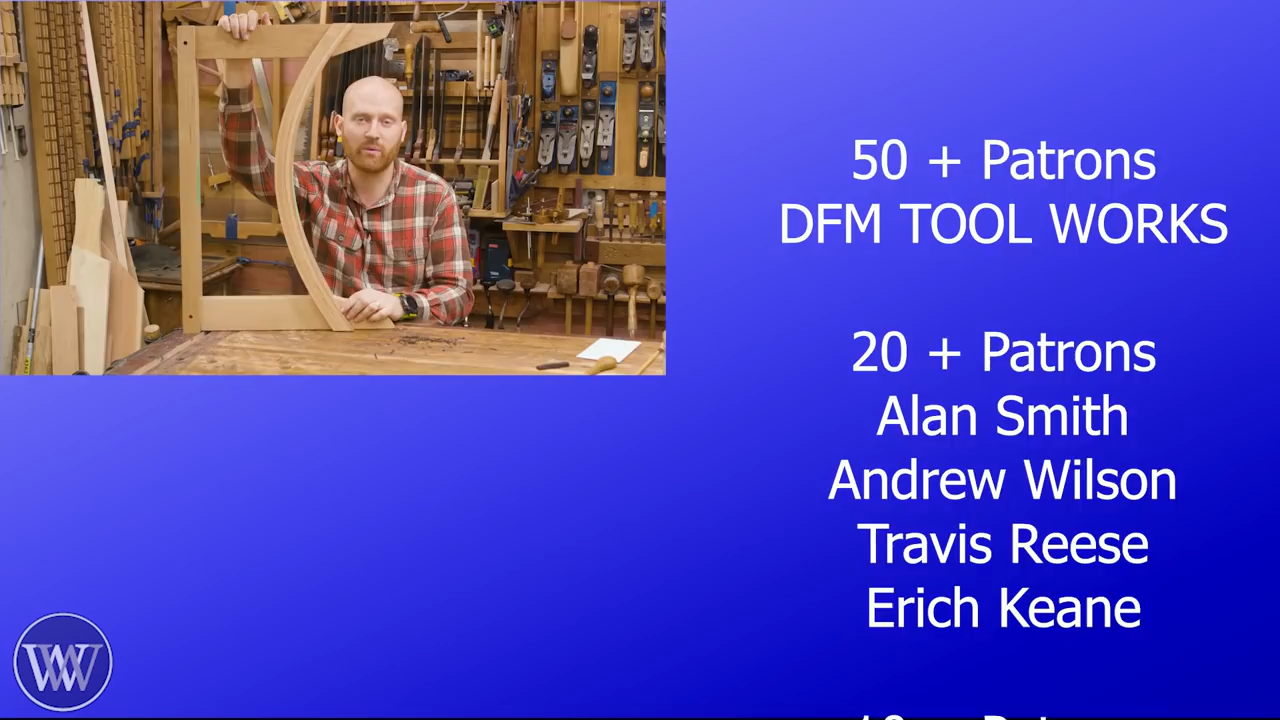 50 + Patrons
DFM TOOL WORKS
20 + Patrons
Alan Smith
Andrew Wilson
Travis Reese
Erich Keane